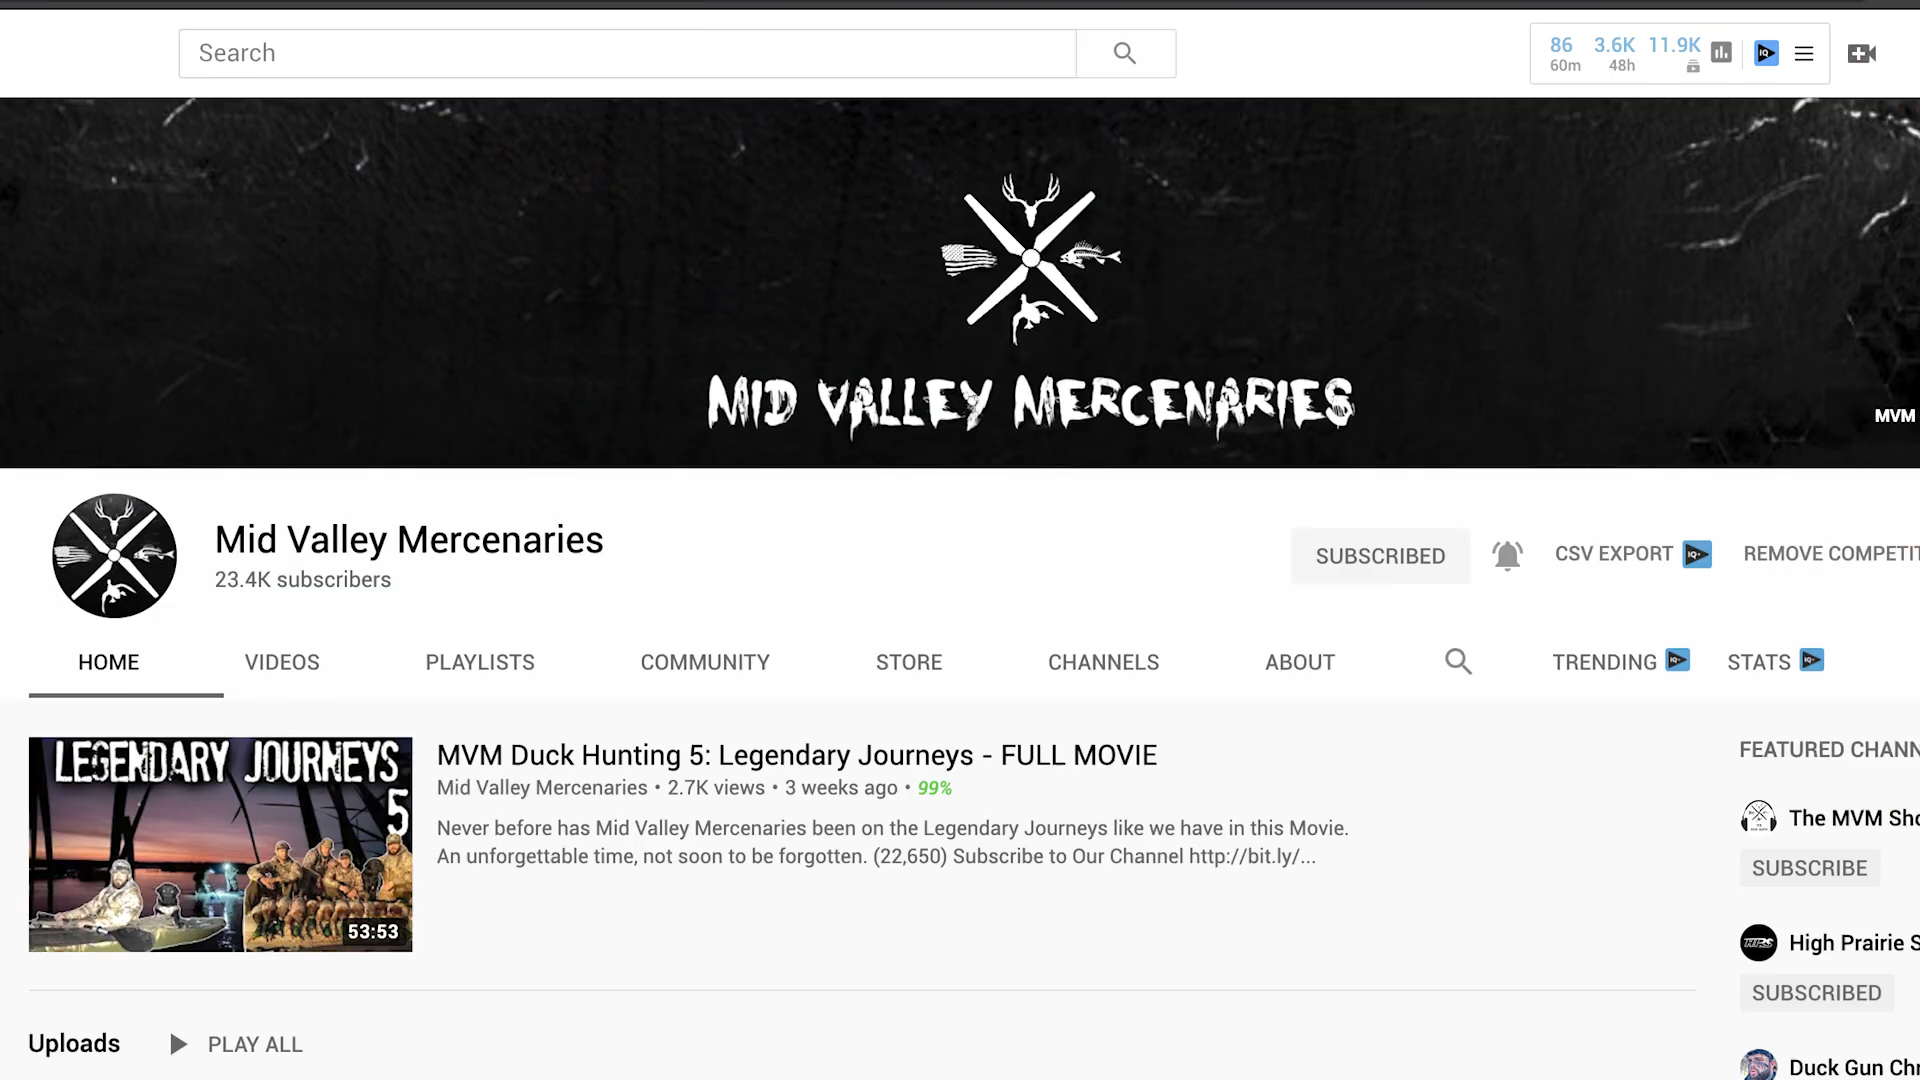 Search
86 3.6K 11.9K
60m 48h
MID VALLEY MERCENARIES
MVM
Mid Valley Mercenaries
23.4K subscribers
SUBSCRIBED
CSV EXPORT IQ+
REMOVE COMPETIT
HOME VIDEOS PLAYLISTS COMMUNITY STORE CHANNELS ABOUT TRENDING IQ+ STATS IQ+
LEGENDARY JOURNEYS
5
53:53
MVM Duck Hunting 5: Legendary Journeys - FULL MOVIE
Mid Valley Mercenaries • 2.7K views • 3 weeks ago • 99%
Never before has Mid Valley Mercenaries been on the Legendary Journeys like we have in this Movie.
An unforgettable time, not soon to be forgotten. (22,650) Subscribe to Our Channel http://bit.ly/...
FEATURED CHANN
The MVM Sho
SUBSCRIBE
HPS
High Prairie S
SUBSCRIBED
Duck Gun Chr
Uploads PLAY ALL